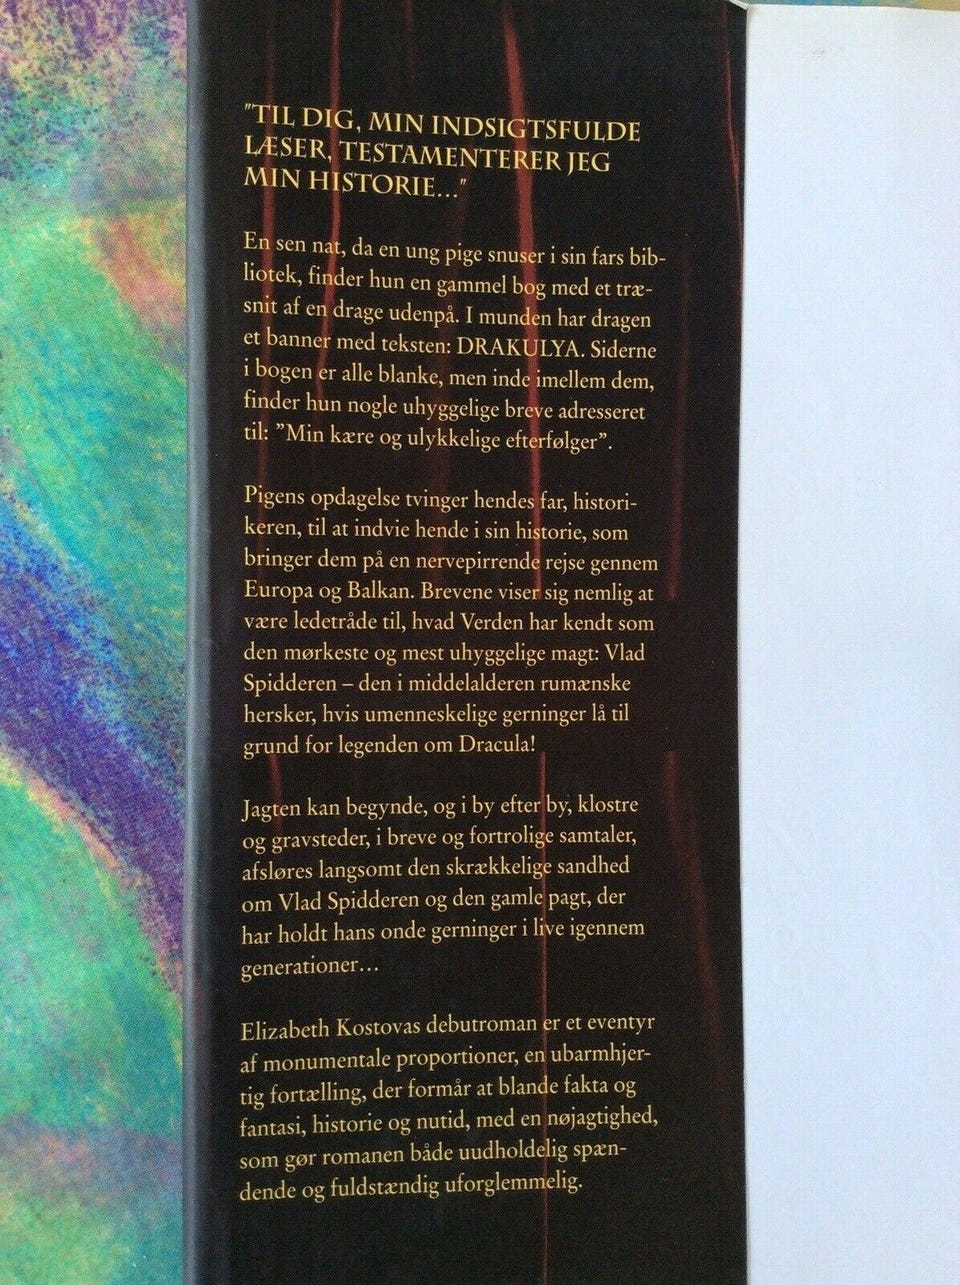 "TIL DIG, MIN INDSIGTSFULDE
LÆSER, TESTAMENTERER JEG
MIN HISTORIE..."
En sen nat, da en ung pige snuser i sin fars bib-
liotek, finder hun en gammel bog med et træ-
snit af en drage udenpå. I munden har dragen
et banner med teksten: DRAKULYA. Siderne
i bogen er alle blanke, men inde imellem dem,
finder hun nogle uhyggelige breve adresseret
til: ”Min kære og ulykkelige efterfølger”.
Pigens opdagelse tvinger hendes far, histori-
keren, til at indvie hende i sin historie, som
bringer dem på en nervepirrende rejse gennem
Europa og Balkan. Brevene viser sig nemlig at
være ledetråde til, hvad Verden har kendt som
den mørkeste og mest uhyggelige magt: Vlad
Spidderen – den i middelalderen rumænske
hersker, hvis umenneskelige gerninger lå til
grund for legenden om Dracula!
Jagten kan begynde, og i by efter by, klostre
og gravsteder, i breve og fortrolige samtaler,
afsløres langsomt den skrækkelige sandhed
om Vlad Spidderen og den gamle pagt, der
har holdt hans onde gerninger i live igennem
generationer...
Elizabeth Kostovas debutroman er et eventyr
af monumentale proportioner, en ubarmhjer-
tig fortælling, der formår at blande fakta og
fantasi, historie og nutid, med en nøjagtighed,
som gør romanen både uudholdelig spæn-
dende og fuldstændig uforglemmelig.